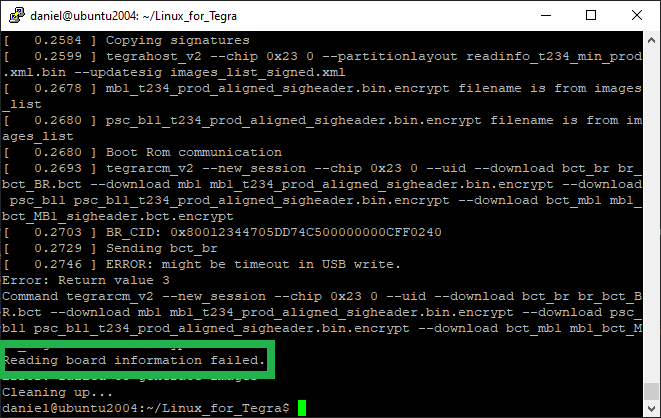 daniel@ubuntu2004: ~/Linux_for_Tegra
[    0.2584 ] Copying signatures
[    0.2599 ] tegrahost_v2 --chip 0x23 0 --partitionlayout readinfo_t234_min_prod
.xml.bin --updatesig images_list_signed.xml
[    0.2678 ] mb1_t234_prod_aligned_sigheader.bin.encrypt filename is from images
_list
[    0.2680 ] psc_bl1_t234_prod_aligned_sigheader.bin.encrypt filename is from im
ages_list
[    0.2680 ] Boot Rom communication
[    0.2693 ] tegrarcm_v2 --new_session --chip 0x23 0 --uid --download bct_br br_
bct_BR.bct --download mb1 mb1_t234_prod_aligned_sigheader.bin.encrypt --download
 psc_bl1 psc_bl1_t234_prod_aligned_sigheader.bin.encrypt --download bct_mb1 mb1_
bct_MB1_sigheader.bct.encrypt
[    0.2703 ] BR_CID: 0x80012344705DD74C500000000CFF0240
[    0.2729 ] Sending bct_br
[    0.2746 ] ERROR: might be timeout in USB write.
Error: Return value 3
Command tegrarcm_v2 --new_session --chip 0x23 0 --uid --download bct_br br_bct_B
R.bct --download mb1 mb1_t234_prod_aligned_sigheader.bin.encrypt --download psc_
bl1 psc_bl1_t234_prod_aligned_sigheader.bin.encrypt --download bct_mb1 mb1_bct_M
Reading board information failed.
Cleaning up...
daniel@ubuntu2004:~/Linux_for_Tegra$